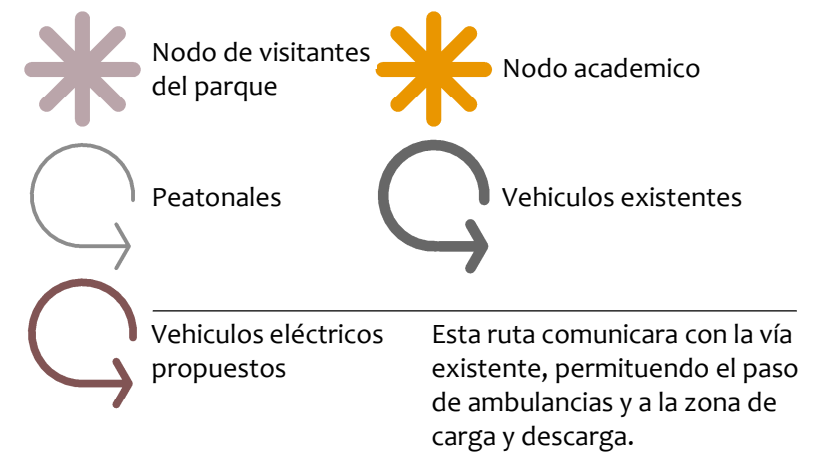 Nodo de visitantes
del parque
Nodo academico
Peatonales
Vehiculos existentes
Vehiculos eléctricos
propuestos
Esta ruta comunicara con la vía
existente, permituendo el paso
de ambulancias y a la zona de
carga y descarga.